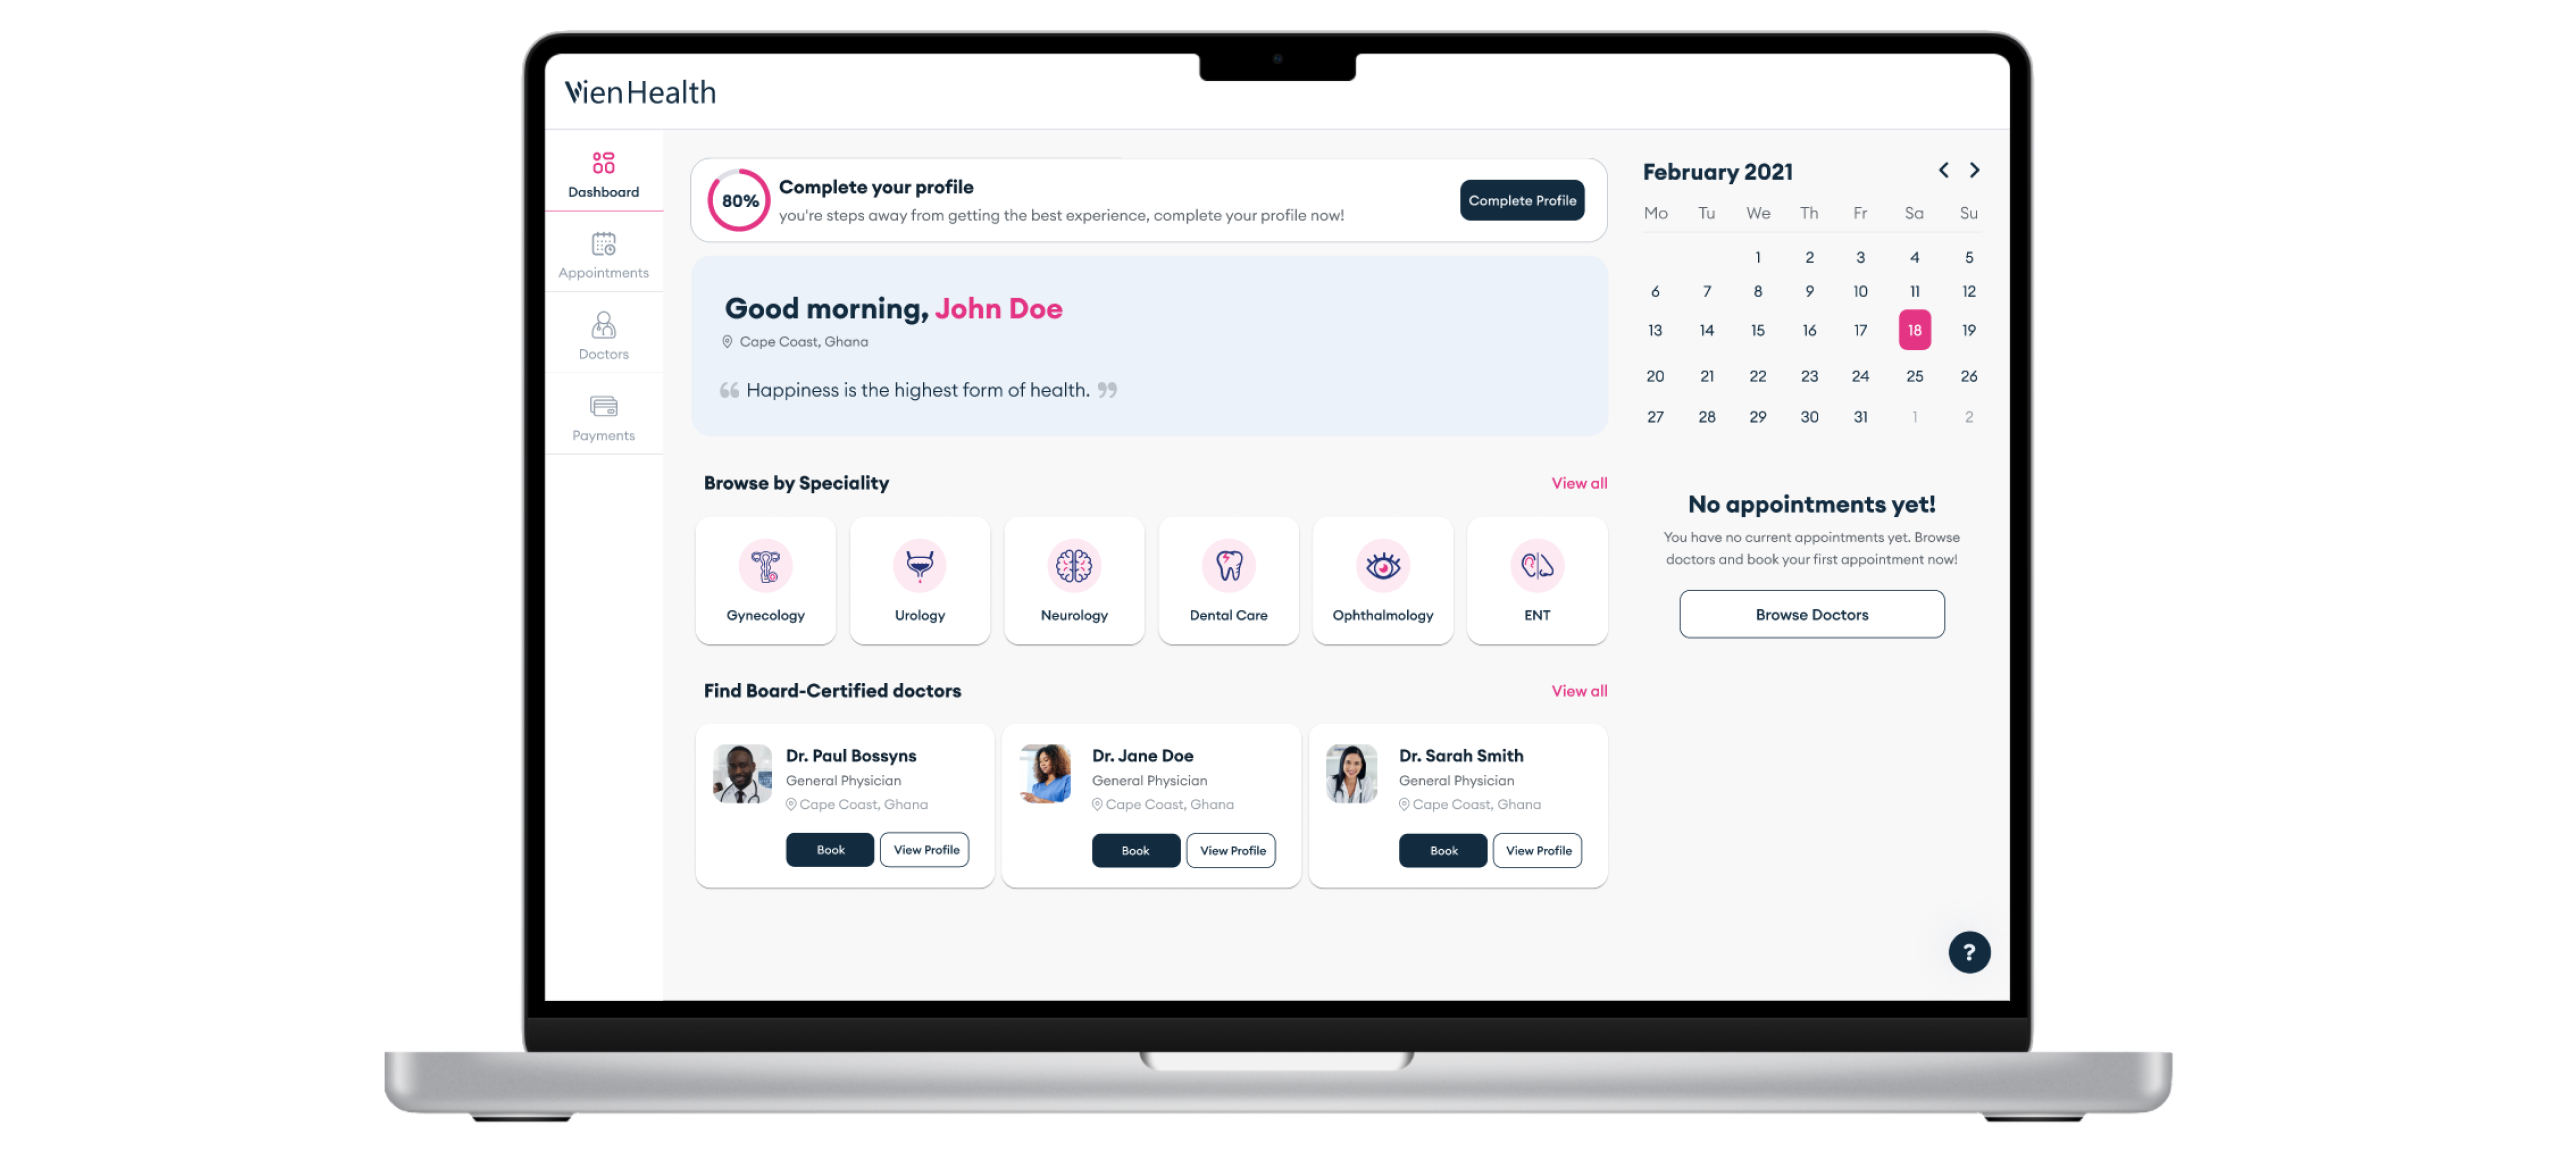 Vien Health
Dashboard
Appointments
Doctors
Payments
80%
Complete your profile
you're steps away from getting the best experience, complete your profile now!
Complete Profile
Good morning, John Doe
Cape Coast, Ghana
“ Happiness is the highest form of health. ”
Browse by Speciality
View all
Gynecology
Urology
Neurology
Dental Care
Ophthalmology
ENT
Find Board-Certified doctors
View all
Dr. Paul Bossyns
General Physician
Cape Coast, Ghana
Book
View Profile
Dr. Jane Doe
General Physician
Cape Coast, Ghana
Book
View Profile
Dr. Sarah Smith
General Physician
Cape Coast, Ghana
Book
View Profile
February 2021
Mo Tu We Th Fr Sa Su
1 2 3 4 5
6 7 8 9 10 11 12
13 14 15 16 17 18 19
20 21 22 23 24 25 26
27 28 29 30 31 1 2
No appointments yet!
You have no current appointments yet. Browse
doctors and book your first appointment now!
Browse Doctors
?